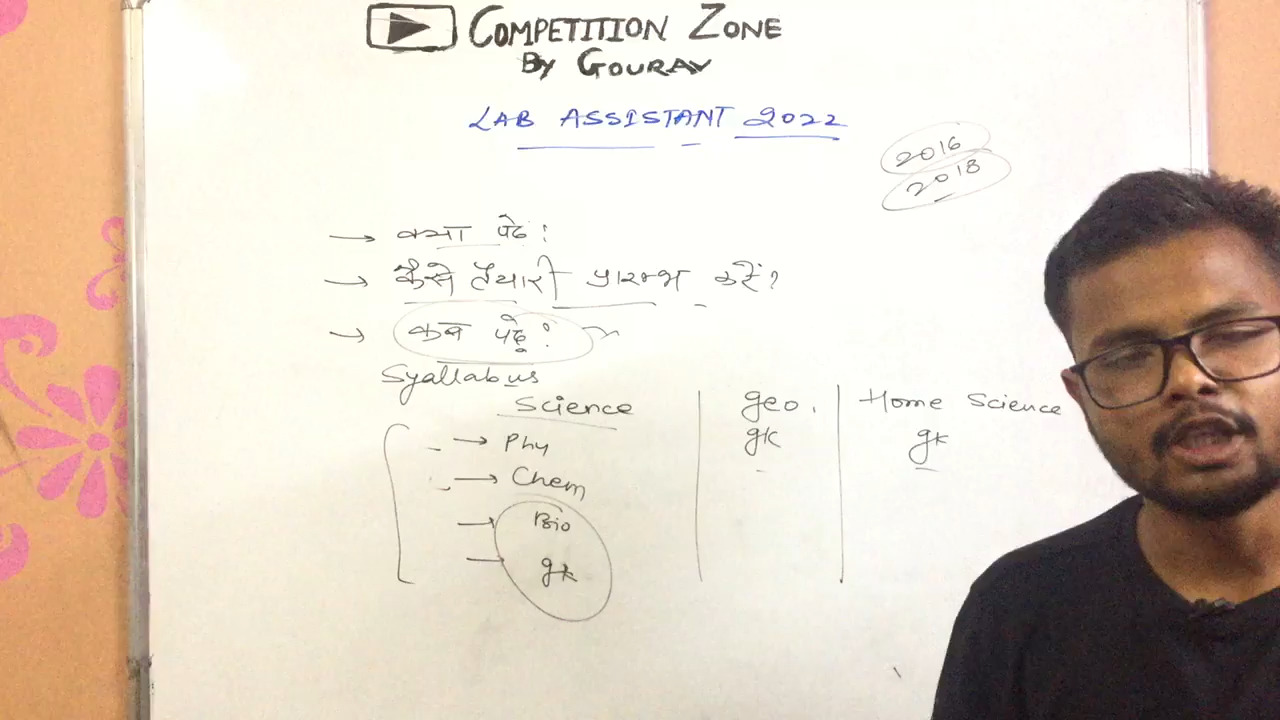 COMPETITION ZONE
By GOURAV
LAB ASSISTANT 2022
2016
2018
→ क्या पढे :
→ कैसे तैयारी प्रारम्भ करें?
→ कब पढू :
Syallabus
Science
→ Phy
→ Chem
→ Bio
→ gk
geo.
gk
Home Science
gk